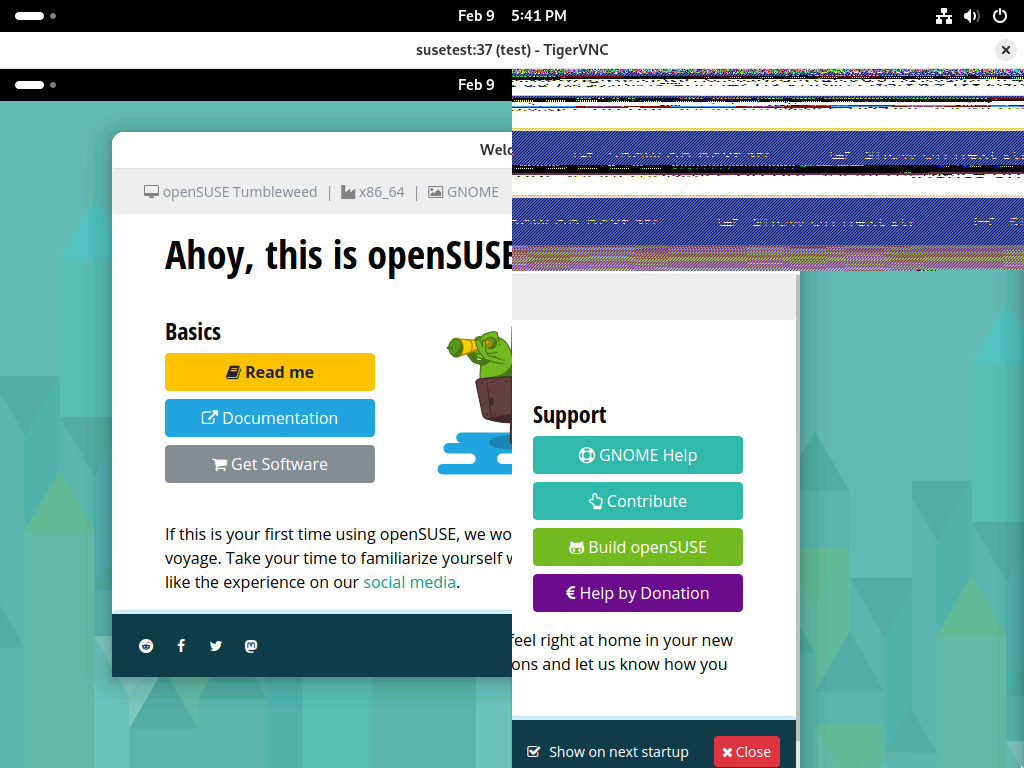 Feb 9 5:41 PM
susetest:37 (test) - TigerVNC
Feb 9
Welc
openSUSE Tumbleweed | x86_64 | GNOME
Ahoy, this is openSUSE
Basics
Read me
Documentation
Get Software
Support
GNOME Help
Contribute
Build openSUSE
€ Help by Donation
If this is your first time using openSUSE, we wo
voyage. Take your time to familiarize yourself w
like the experience on our social media.
feel right at home in your new
ons and let us know how you
Show on next startup
Close